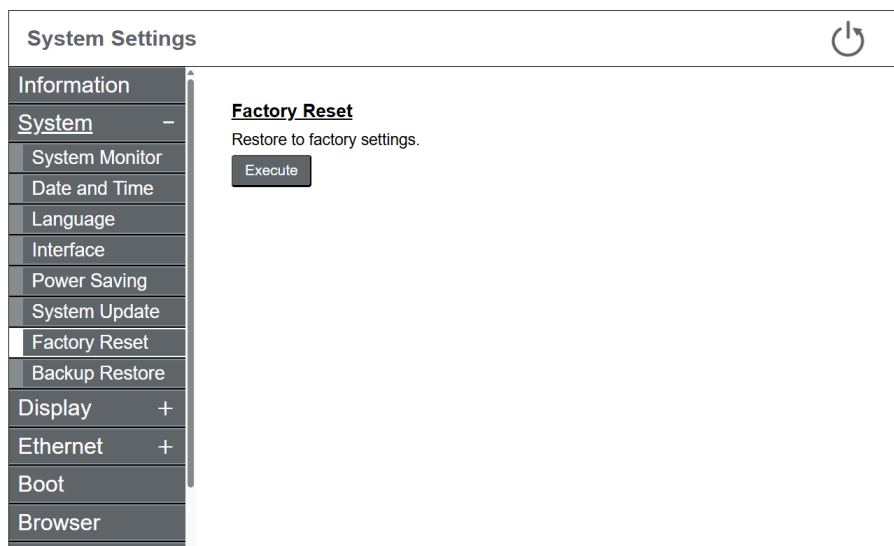 System Settings
Information
System −
System Monitor
Date and Time
Language
Interface
Power Saving
System Update
Factory Reset
Backup Restore
Display +
Ethernet +
Boot
Browser
Factory Reset
Restore to factory settings.
Execute